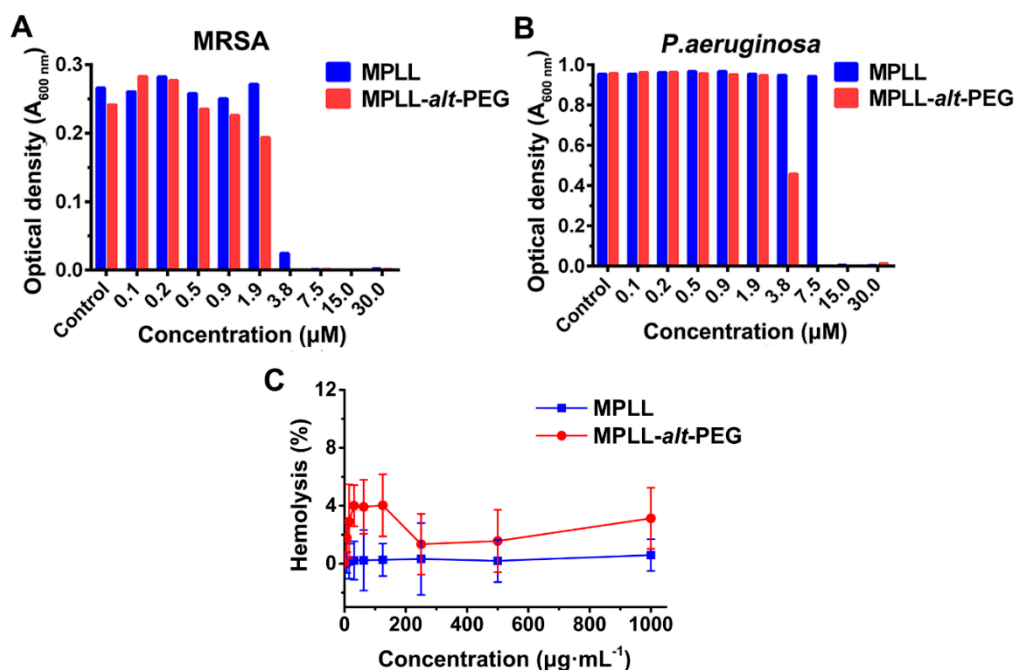 A
MRSA
MPLL
MPLL-alt-PEG
Optical density (A600 nm)
0.3
0.2
0.1
0.0
Control
0.1
0.2
0.5
0.9
1.9
3.8
7.5
15.0
30.0
Concentration (µM)
B
P.aeruginosa
MPLL
MPLL-alt-PEG
Optical density (A600 nm)
1.0
0.8
0.6
0.4
0.2
0.0
Control
0.1
0.2
0.5
0.9
1.9
3.8
7.5
15.0
30.0
Concentration (µM)
C
MPLL
MPLL-alt-PEG
Hemolysis (%)
12
8
4
0
0
200
400
600
800
1000
Concentration (µg·mL-1)